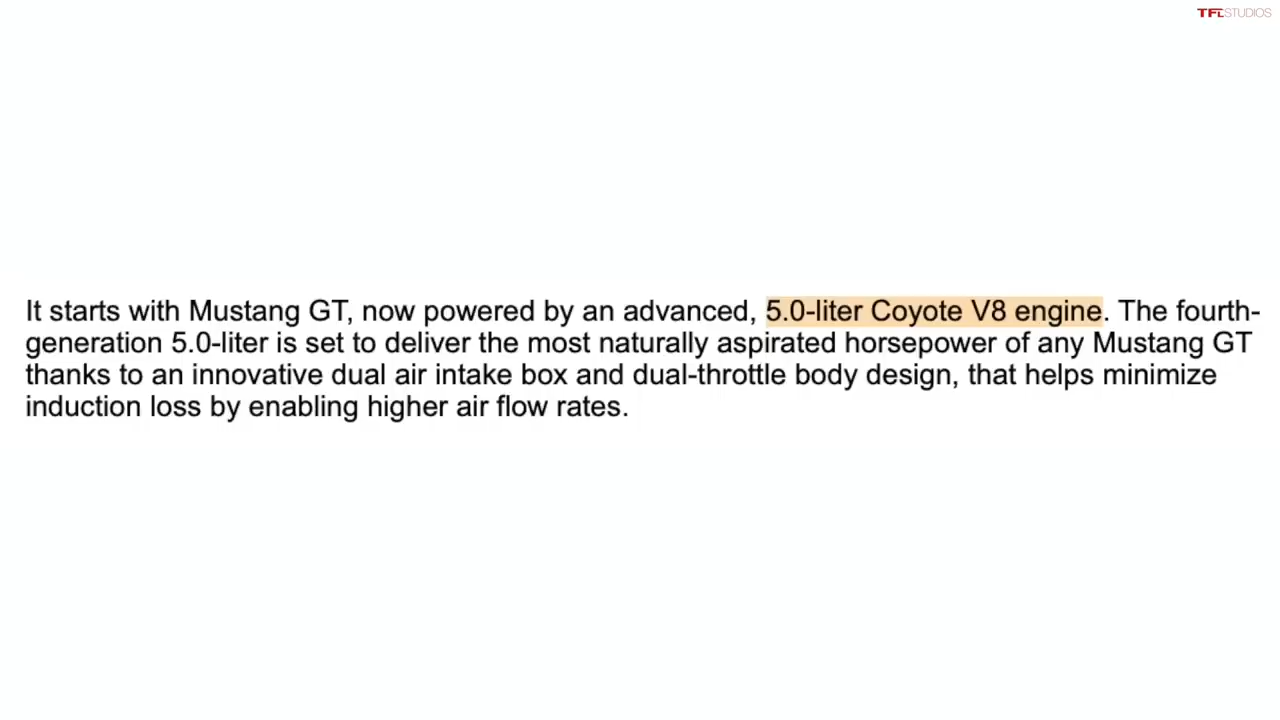 TFLSTUDIOS
It starts with Mustang GT, now powered by an advanced, 5.0-liter Coyote V8 engine. The fourth-
generation 5.0-liter is set to deliver the most naturally aspirated horsepower of any Mustang GT
thanks to an innovative dual air intake box and dual-throttle body design, that helps minimize
induction loss by enabling higher air flow rates.